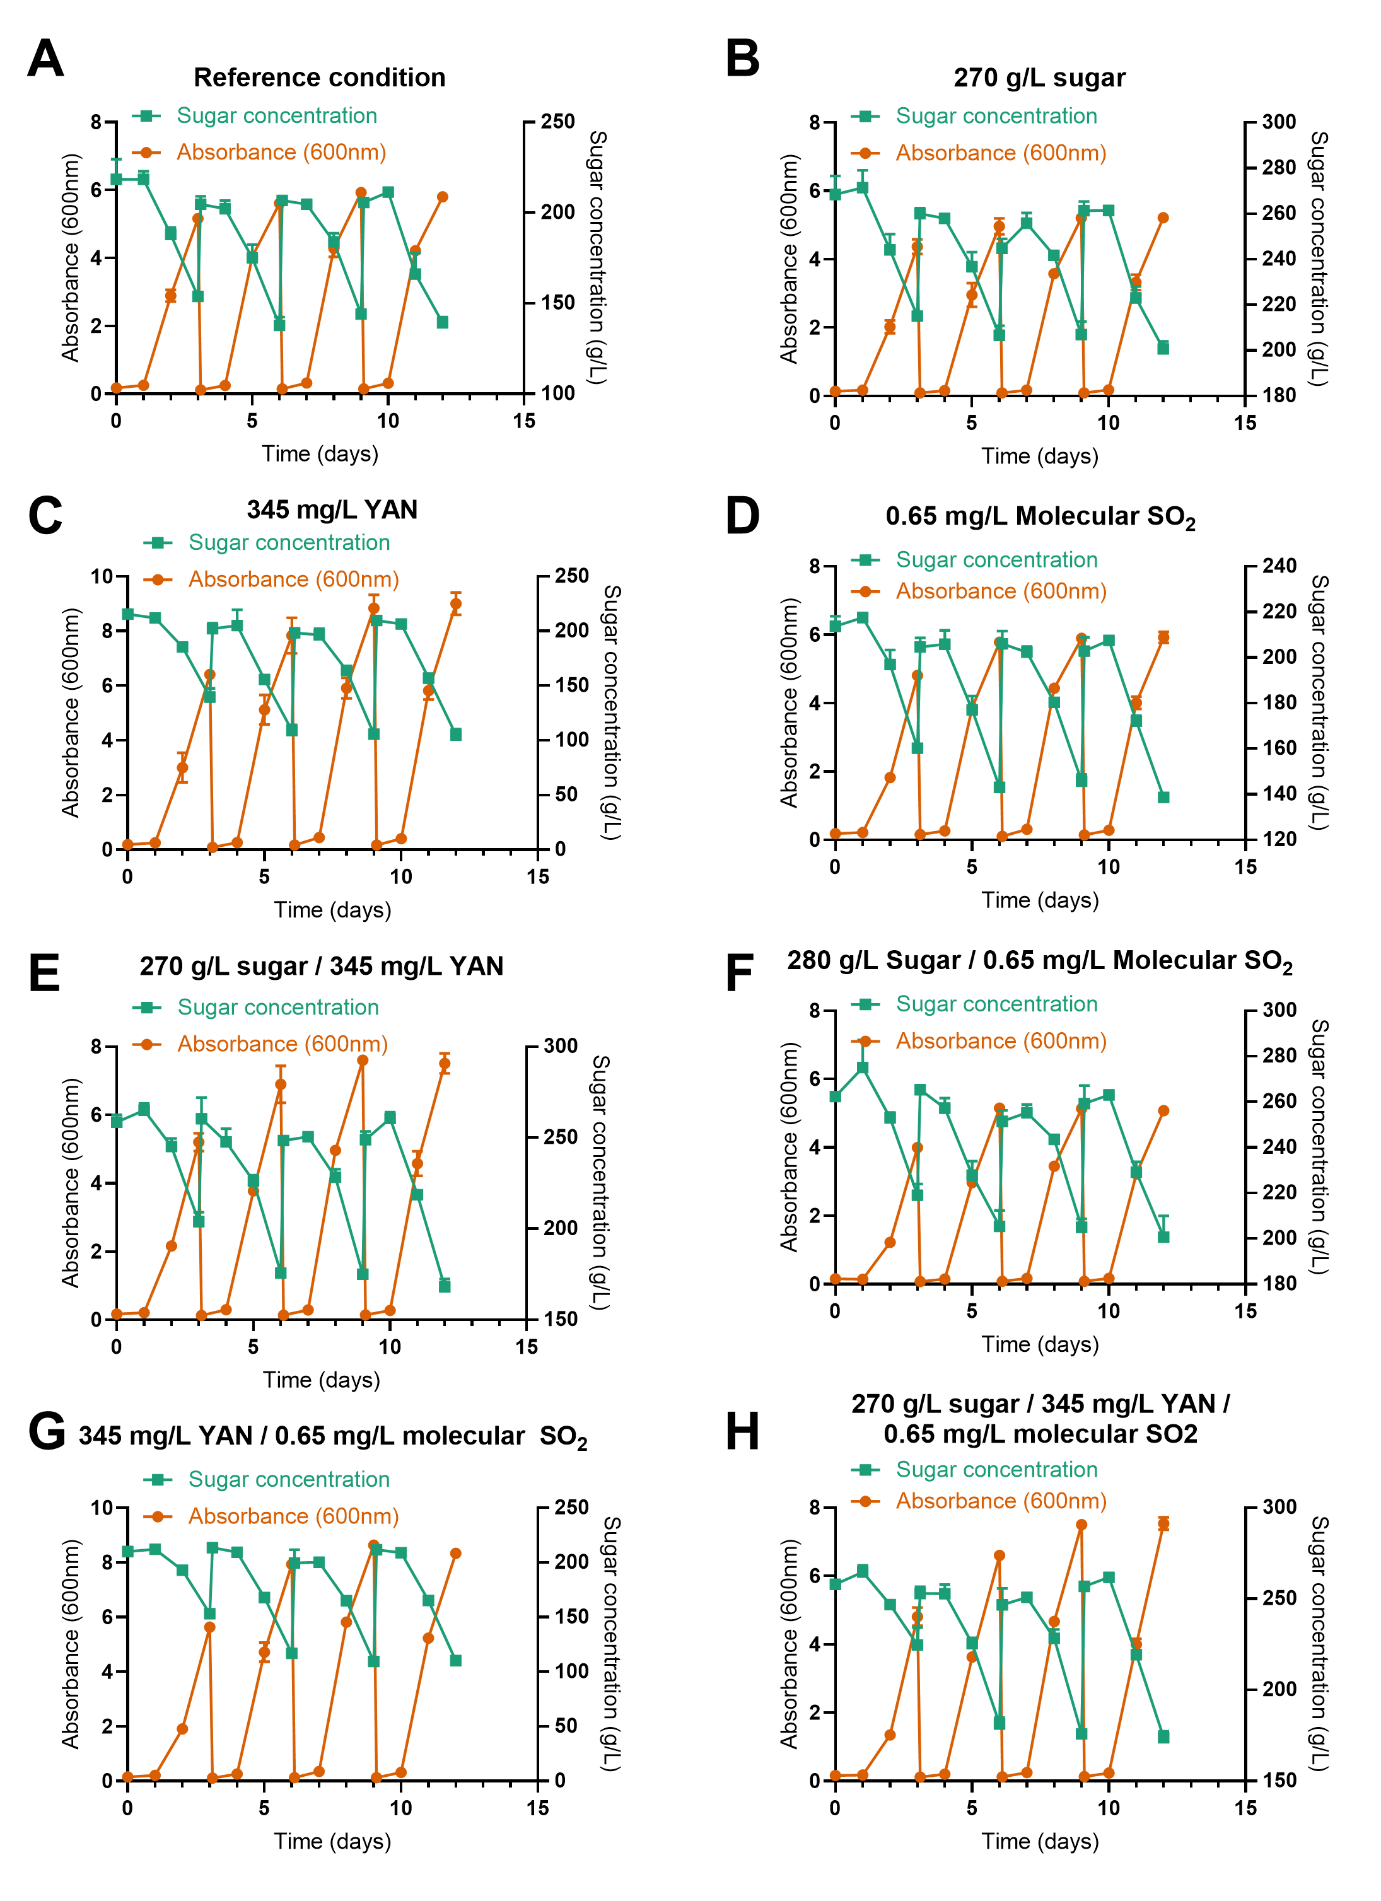 A
Reference condition
Sugar concentration
Absorbance (600nm)
8
6
4
2
0
250
200
150
100
0
5
10
15
Absorbance (600nm)
Sugar concentration (g/L)
Time (days)
B
270 g/L sugar
Sugar concentration
Absorbance (600nm)
8
6
4
2
0
300
280
260
240
220
200
180
0
5
10
15
Absorbance (600nm)
Sugar concentration (g/L)
Time (days)
C
345 mg/L YAN
Sugar concentration
Absorbance (600nm)
10
8
6
4
2
0
250
200
150
100
50
0
0
5
10
15
Absorbance (600nm)
Sugar concentration (g/L)
Time (days)
D
0.65 mg/L Molecular SO2
Sugar concentration
Absorbance (600nm)
8
6
4
2
0
240
220
200
180
160
140
120
0
5
10
15
Absorbance (600nm)
Sugar concentration (g/L)
Time (days)
E
270 g/L sugar / 345 mg/L YAN
Sugar concentration
Absorbance (600nm)
8
6
4
2
0
300
250
200
150
0
5
10
15
Absorbance (600nm)
Sugar concentration (g/L)
Time (days)
F
280 g/L Sugar / 0.65 mg/L Molecular SO2
Sugar concentration
Absorbance (600nm)
8
6
4
2
0
300
280
260
240
220
200
180
0
5
10
15
Absorbance (600nm)
Sugar concentration (g/L)
Time (days)
G
345 mg/L YAN / 0.65 mg/L molecular SO2
Sugar concentration
Absorbance (600nm)
10
8
6
4
2
0
250
200
150
100
50
0
0
5
10
15
Absorbance (600nm)
Sugar concentration (g/L)
Time (days)
H
270 g/L sugar / 345 mg/L YAN /
0.65 mg/L molecular SO2
Sugar concentration
Absorbance (600nm)
8
6
4
2
0
300
250
200
150
0
5
10
15
Absorbance (600nm)
Sugar concentration (g/L)
Time (days)